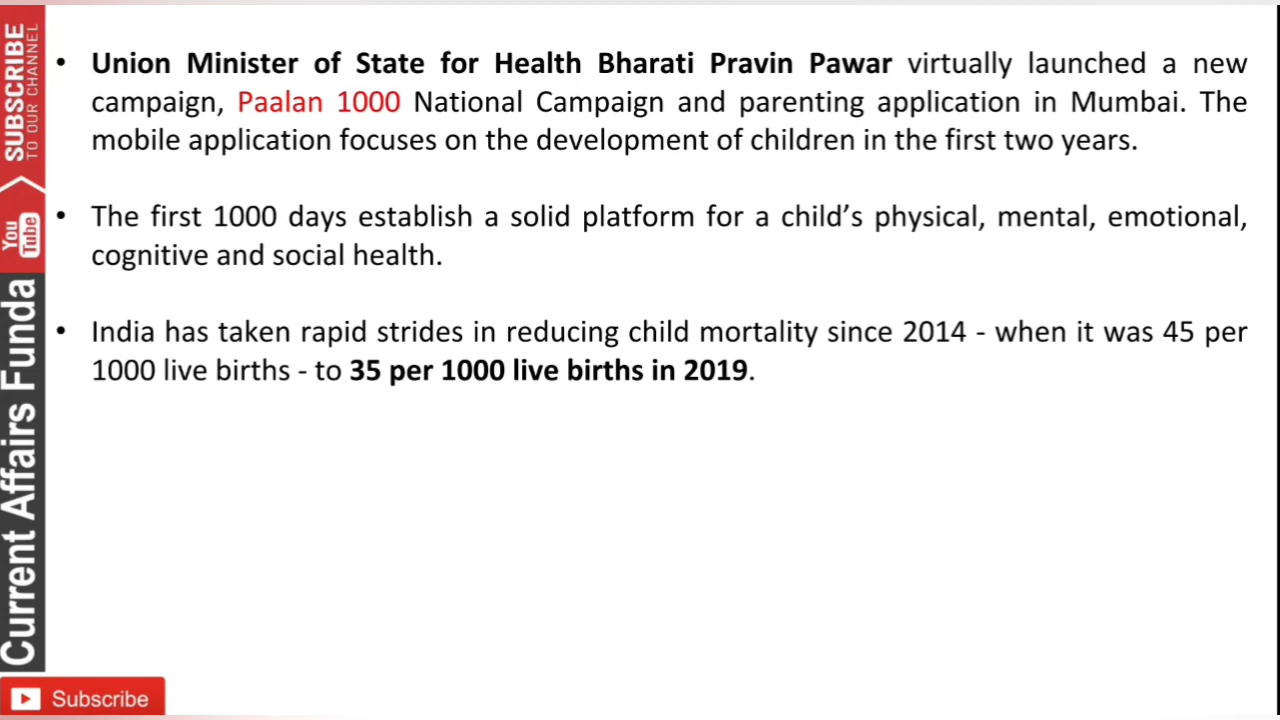 • Union Minister of State for Health Bharati Pravin Pawar virtually launched a new
campaign, Paalan 1000 National Campaign and parenting application in Mumbai. The
mobile application focuses on the development of children in the first two years.
• The first 1000 days establish a solid platform for a child’s physical, mental, emotional,
cognitive and social health.
• India has taken rapid strides in reducing child mortality since 2014 - when it was 45 per
1000 live births - to 35 per 1000 live births in 2019.
SUBSCRIBE
TO OUR CHANNEL
You
Tube
Current Affairs Funda
Subscribe